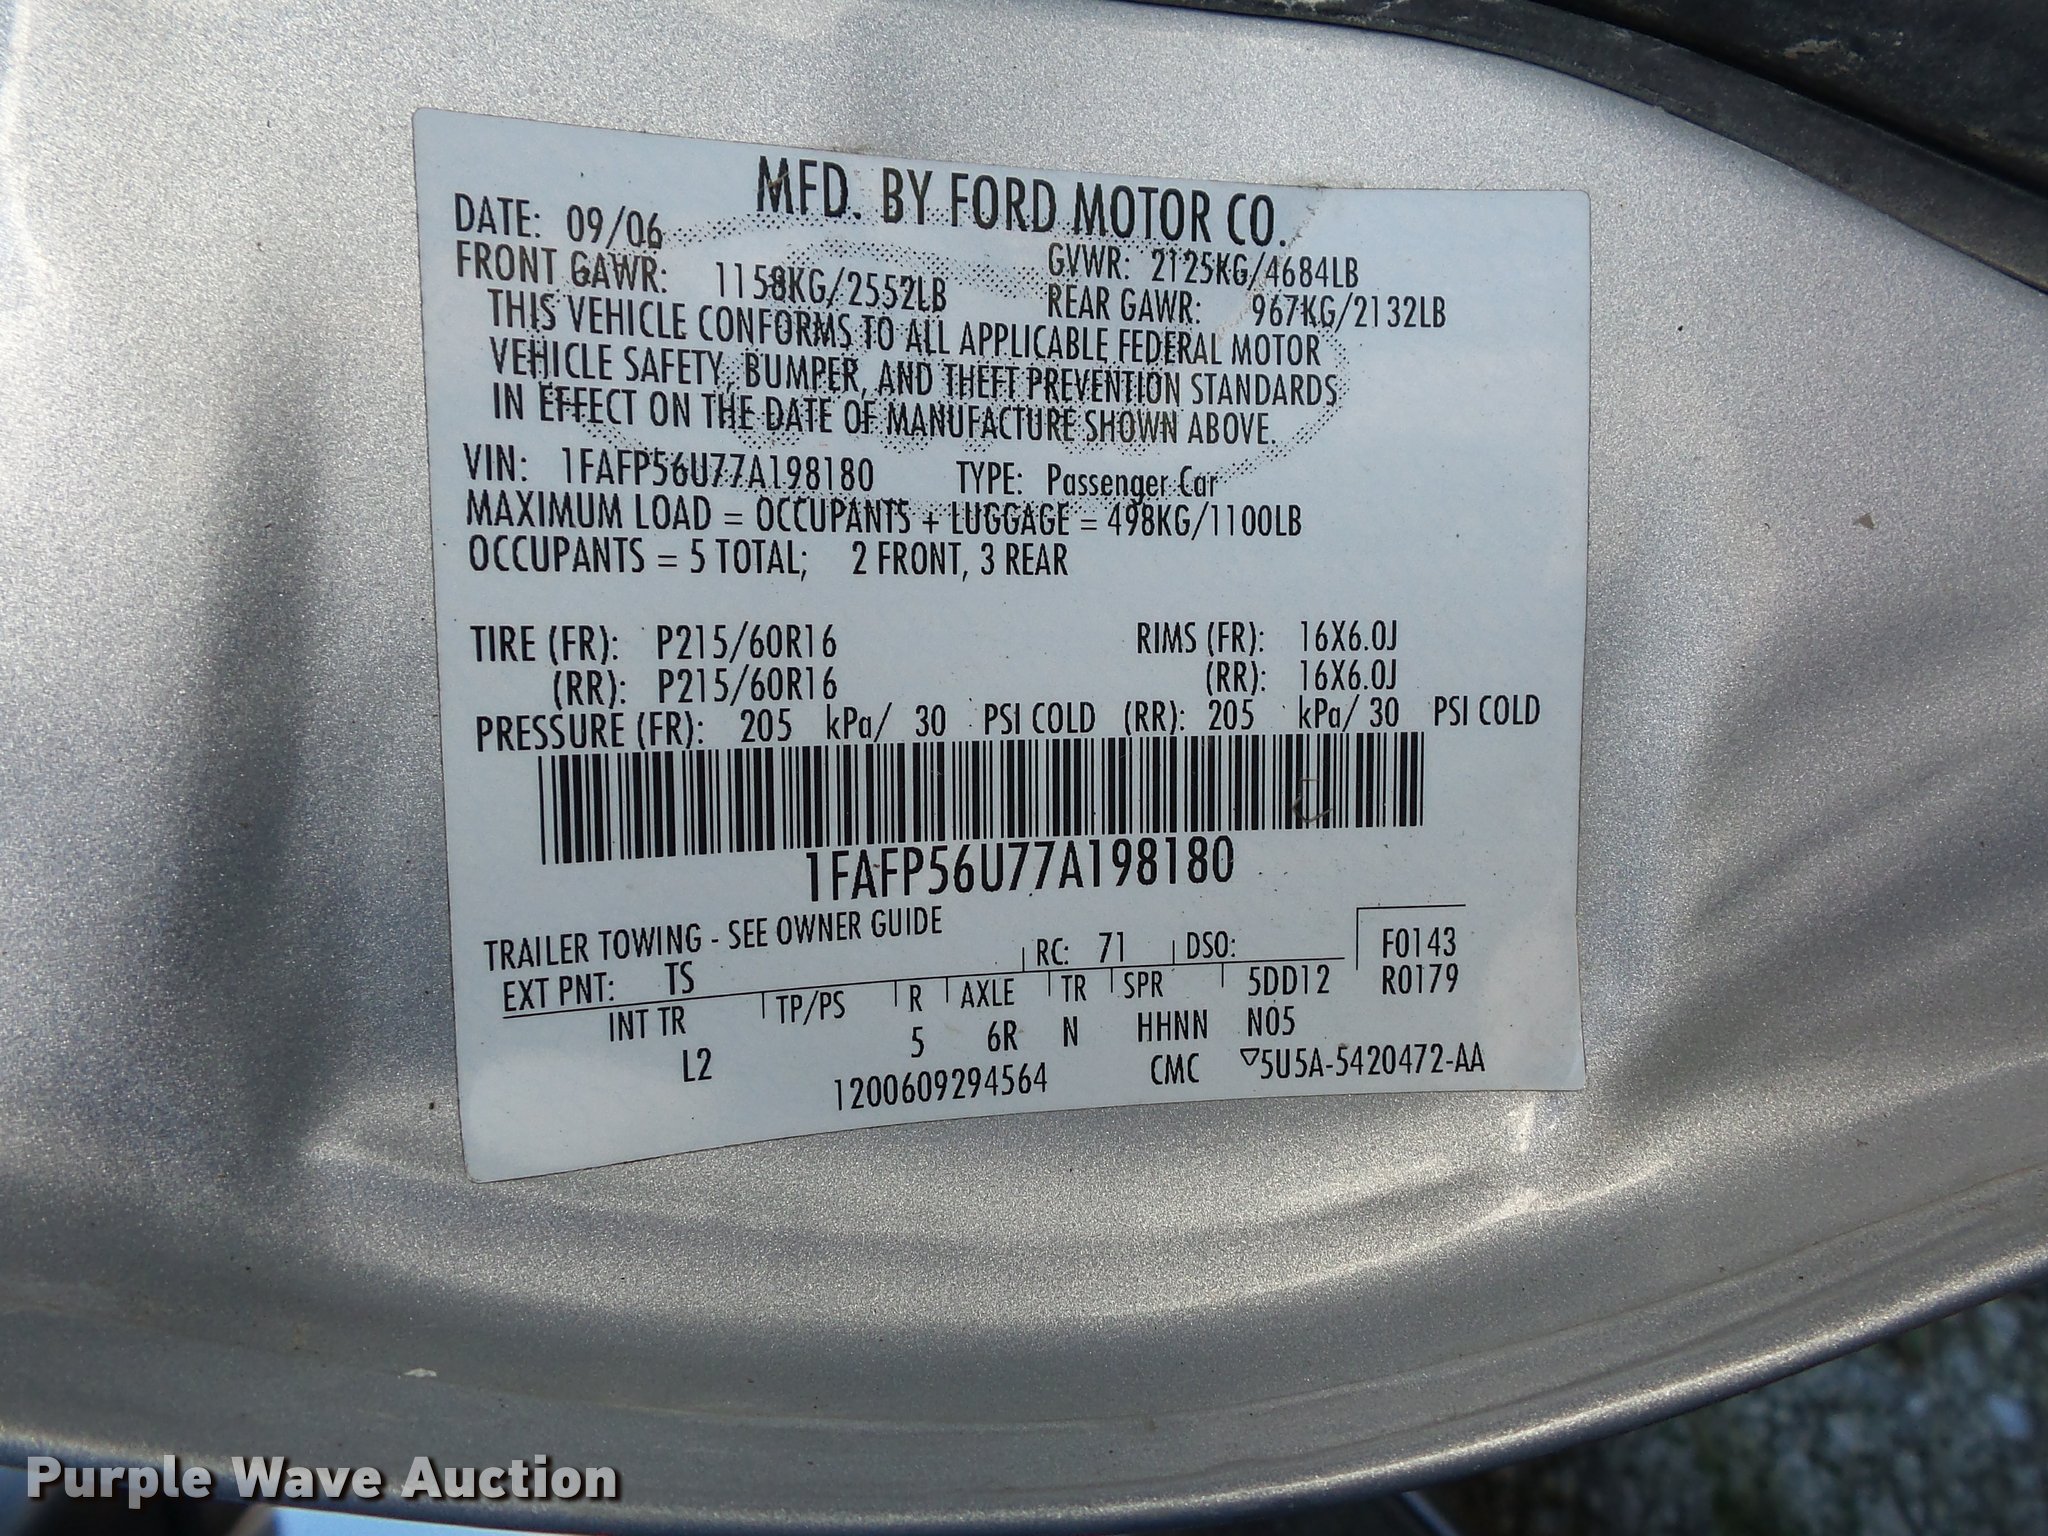 MFD. BY FORD MOTOR CO.
DATE: 09/06
GVWR: 2125KG/4684LB
FRONT GAWR: 1158KG/2552LB
REAR GAWR: 967KG/2132LB
THIS VEHICLE CONFORMS TO ALL APPLICABLE FEDERAL MOTOR
VEHICLE SAFETY, BUMPER, AND THEFT PREVENTION STANDARDS
IN EFFECT ON THE DATE OF MANUFACTURE SHOWN ABOVE.
VIN: 1FAFP56U77A198180 TYPE: Passenger Car
MAXIMUM LOAD = OCCUPANTS + LUGGAGE = 498KG/1100LB
OCCUPANTS = 5 TOTAL; 2 FRONT, 3 REAR
TIRE (FR): P215/60R16 RIMS (FR): 16X6.0J
(RR): P215/60R16 (RR): 16X6.0J
PRESSURE (FR): 205 kPa/ 30 PSI COLD (RR): 205 kPa/ 30 PSI COLD
1FAFP56U77A198180
TRAILER TOWING - SEE OWNER GUIDE
EXT PNT: TS RC: 71 DSO: F0143
INT TR TP/PS R AXLE TR SPR 5DD12 R0179
L2 5 6R N HHNN N05
1200609294564 CMC ▽5U5A-5420472-AA
Purple Wave Auction